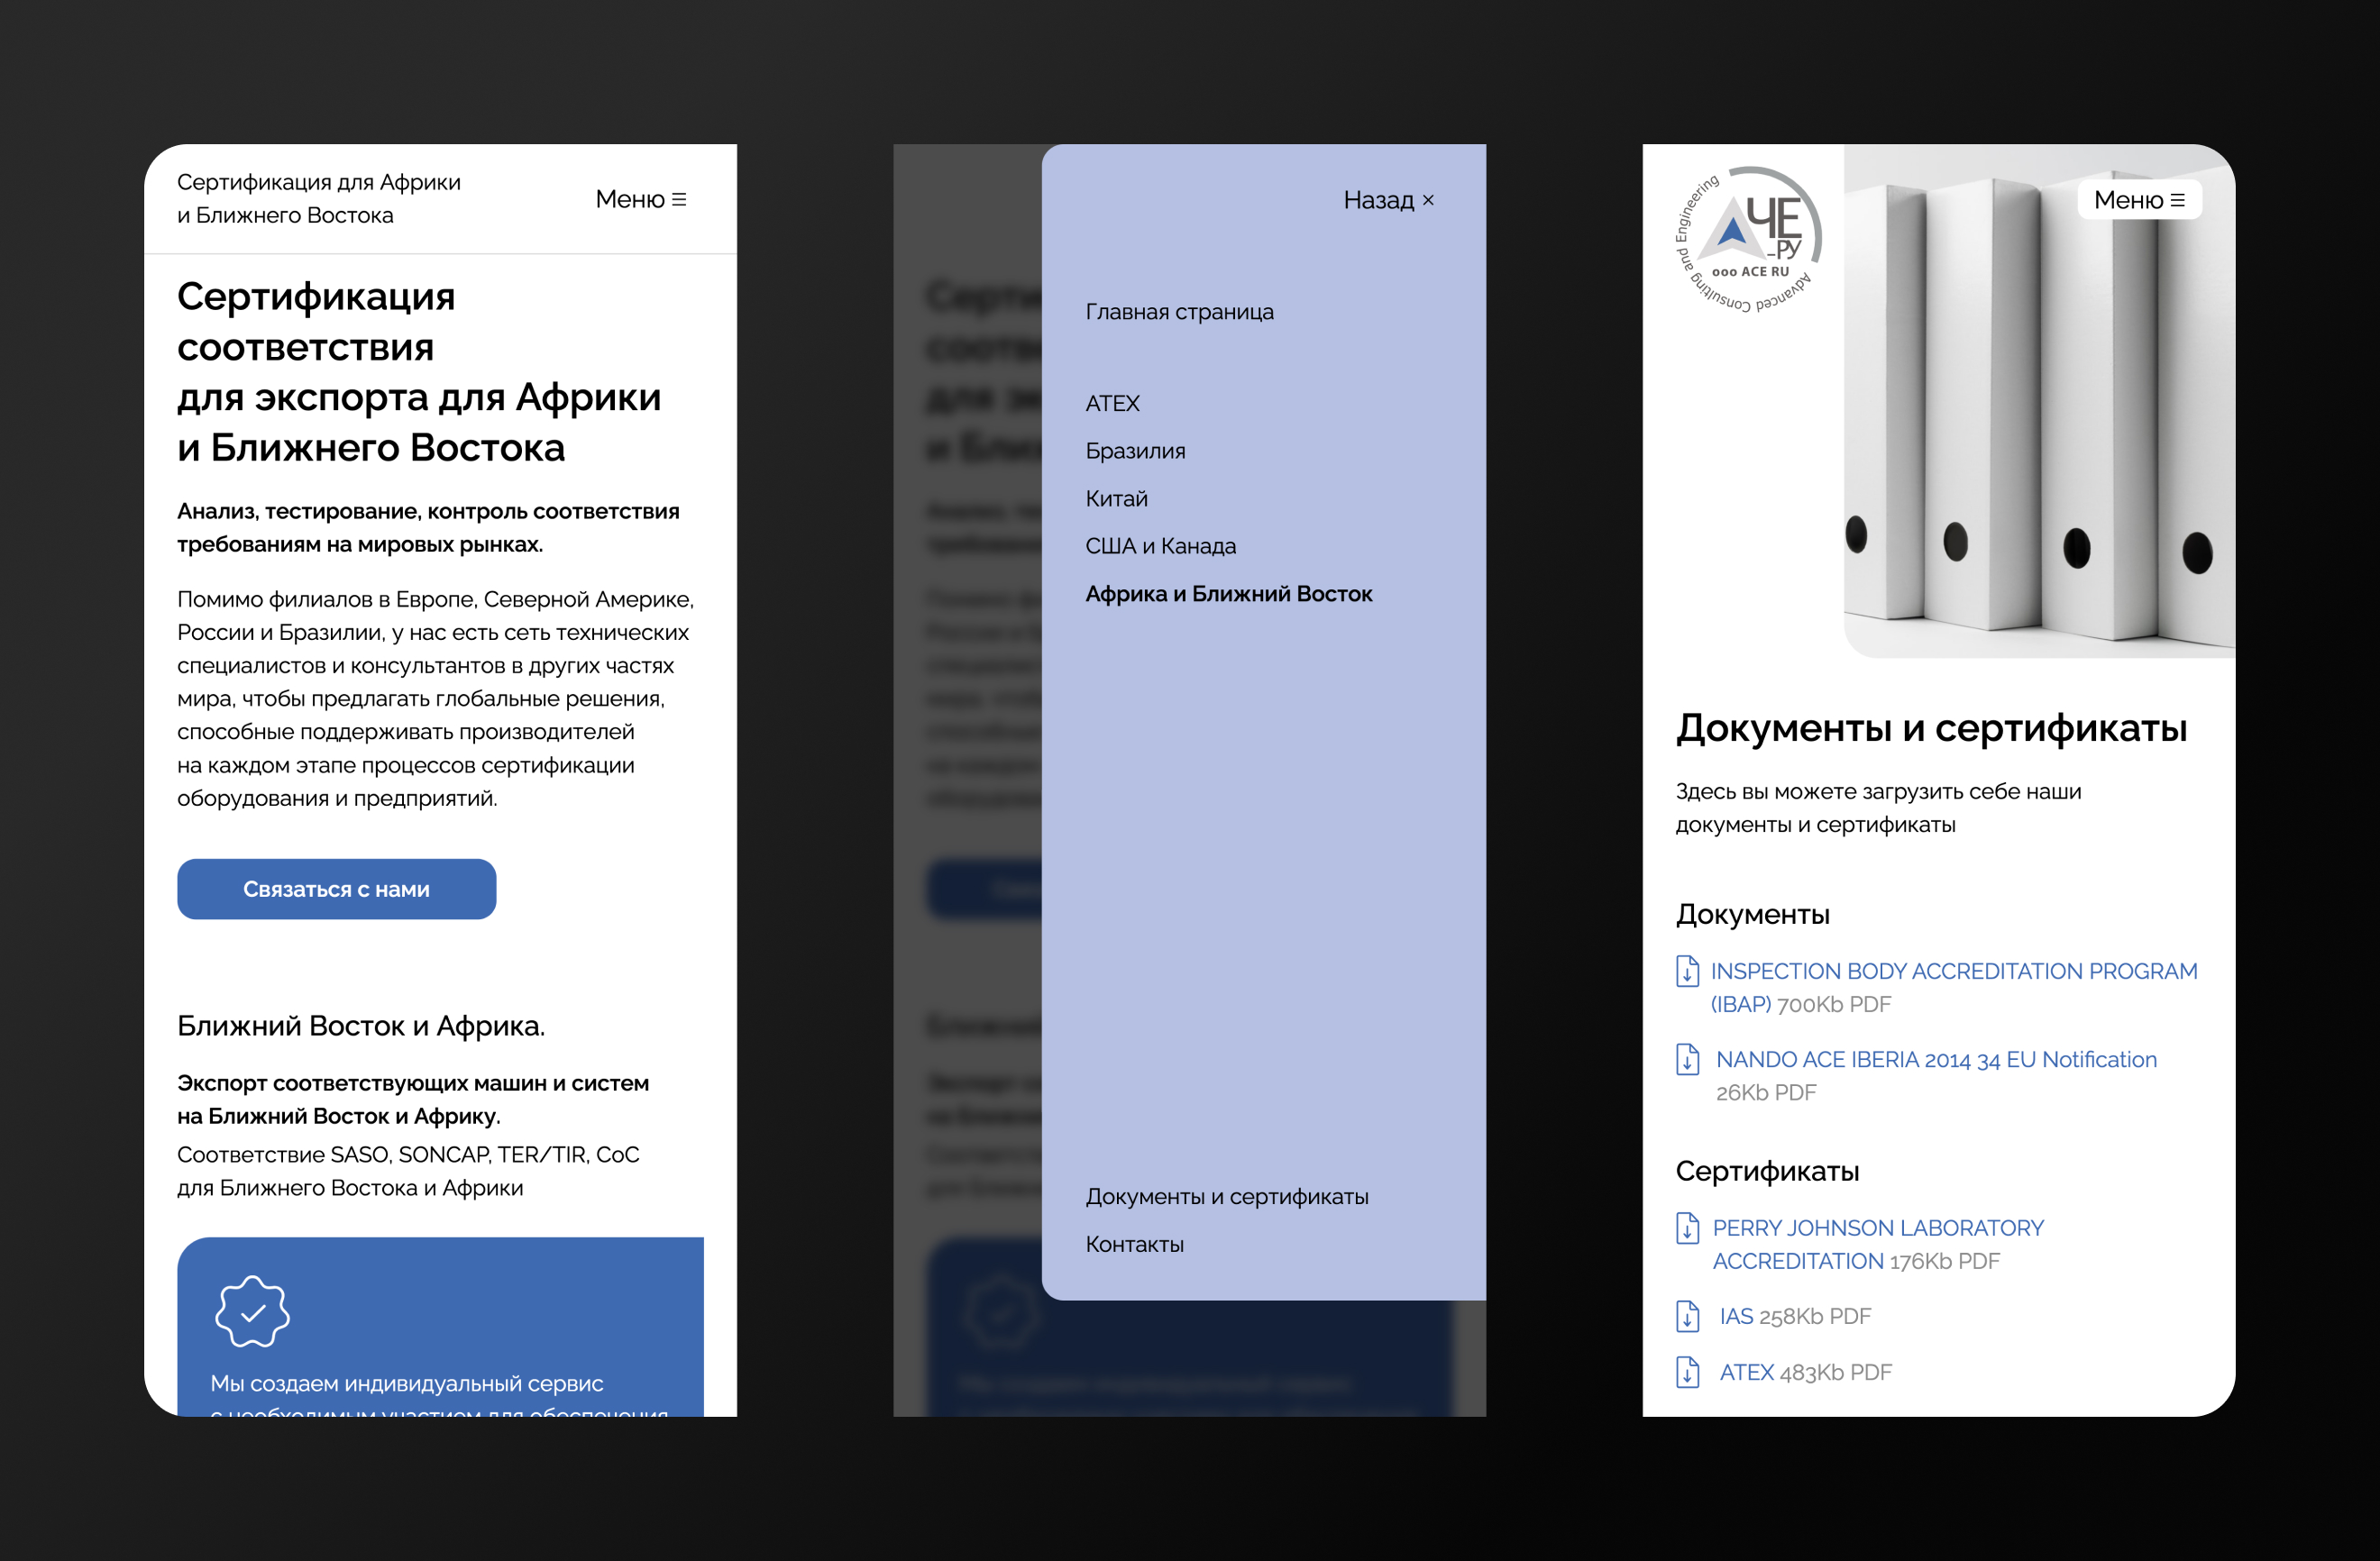 Сертификация для Африки
и Ближнего Востока
Меню
Сертификация
соответствия
для экспорта для Африки
и Ближнего Востока
Анализ, тестирование, контроль соответствия
требованиям на мировых рынках.
Помимо филиалов в Европе, Северной Америке,
России и Бразилии, у нас есть сеть технических
специалистов и консультантов в других частях
мира, чтобы предлагать глобальные решения,
способные поддерживать производителей
на каждом этапе процессов сертификации
оборудования и предприятий.
Связаться с нами
Ближний Восток и Африка.
Экспорт соответствующих машин и систем
на Ближний Восток и Африку.
Соответствие SASO, SONCAP, TER/TIR, CoC
для Ближнего Востока и Африки
Мы создаем индивидуальный сервис
с необходимым участием для обеспечения
Назад ×
Главная страница
ATEX
Бразилия
Китай
США и Канада
Африка и Ближний Восток
Документы и сертификаты
Контакты
Advanced Consulting and Engineering
АЧЕ
-РУ
ооо ACE RU
Меню
Документы и сертификаты
Здесь вы можете загрузить себе наши
документы и сертификаты
Документы
INSPECTION BODY ACCREDITATION PROGRAM
(IBAP) 700Kb PDF
NANDO ACE IBERIA 2014 34 EU Notification
26Kb PDF
Сертификаты
PERRY JOHNSON LABORATORY
ACCREDITATION 176Kb PDF
IAS 258Kb PDF
ATEX 483Kb PDF